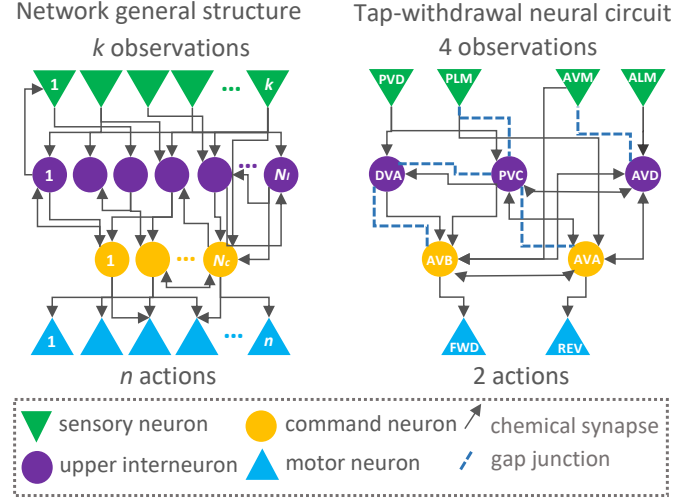 Network general structure
k observations
1
... k
1
... N_I
1
... N_c
1
... n
n actions
Tap-withdrawal neural circuit
4 observations
PVD PLM AVM ALM
DVA PVC AVD
AVB AVA
FWD REV
2 actions
sensory neuron command neuron chemical synapse
upper interneuron motor neuron gap junction